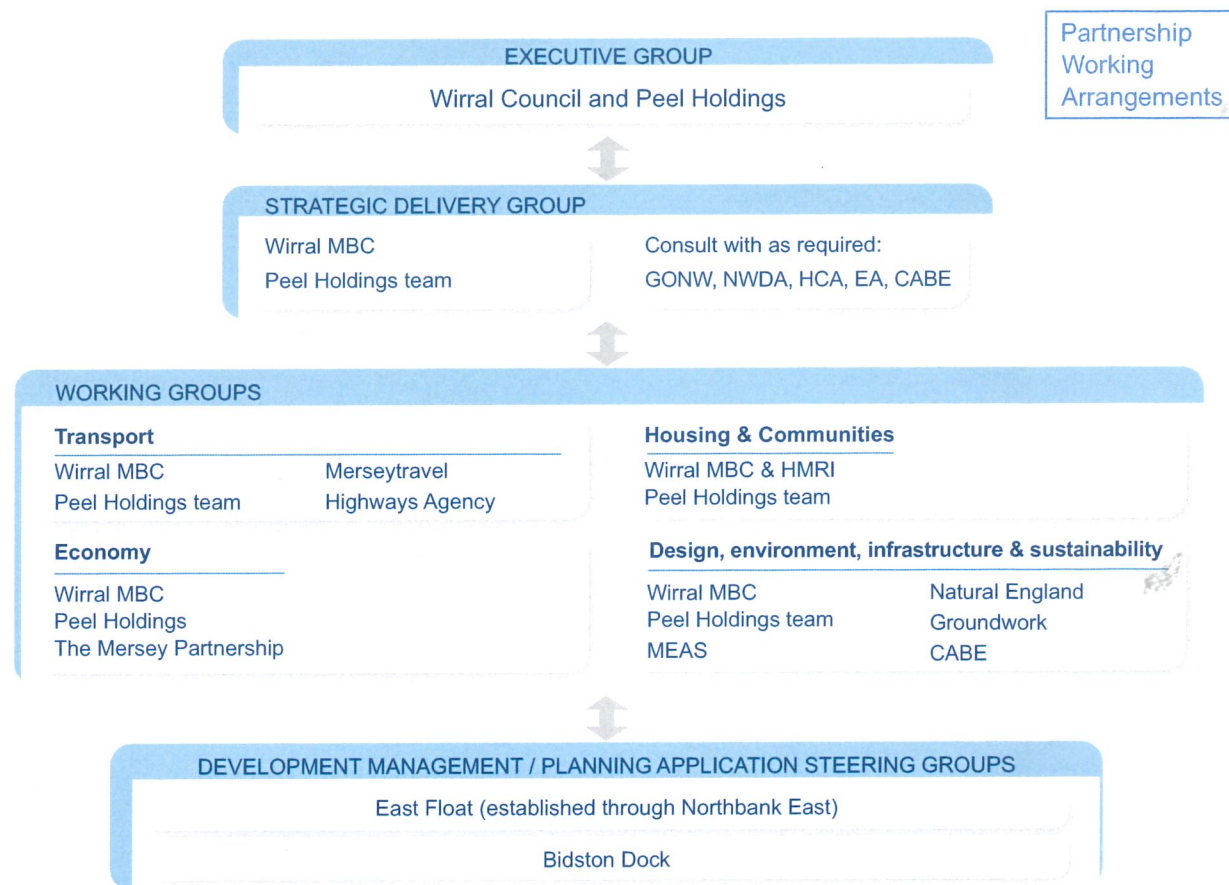 Partnership
Working
Arrangements
EXECUTIVE GROUP
Wirral Council and Peel Holdings
STRATEGIC DELIVERY GROUP
Wirral MBC
Peel Holdings team
Consult with as required:
GONW, NWDA, HCA, EA, CABE
WORKING GROUPS
Transport
Wirral MBC
Peel Holdings team
Merseytravel
Highways Agency
Housing & Communities
Wirral MBC & HMRI
Peel Holdings team
Economy
Wirral MBC
Peel Holdings
The Mersey Partnership
Design, environment, infrastructure & sustainability
Wirral MBC
Peel Holdings team
MEAS
Natural England
Groundwork
CABE
DEVELOPMENT MANAGEMENT / PLANNING APPLICATION STEERING GROUPS
East Float (established through Northbank East)
Bidston Dock